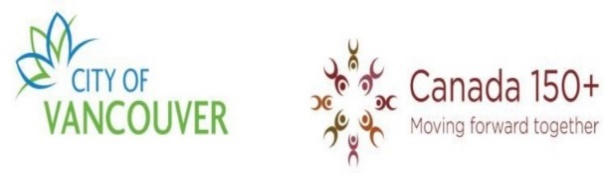 CITY OF
VANCOUVER
Canada 150+
Moving forward together